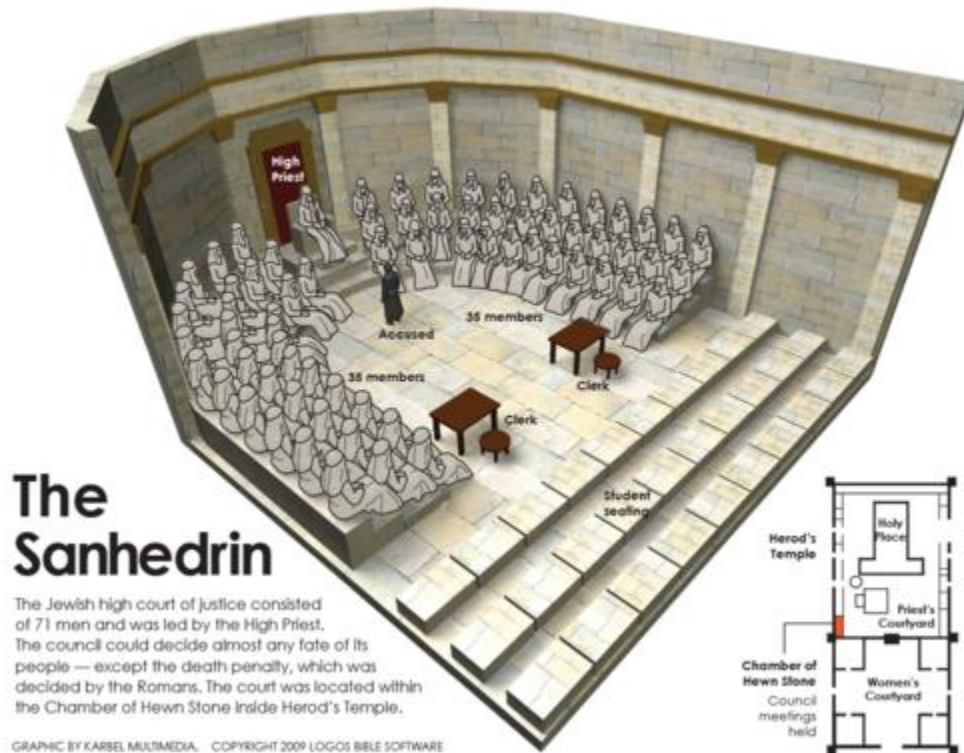 High
Priest
Accused
35 members
35 members
Clerk
Clerk
Student
seating
The
Sanhedrin
The Jewish high court of justice consisted
of 71 men and was led by the High Priest.
The council could decide almost any fate of its
people — except the death penalty, which was
decided by the Romans. The court was located within
the Chamber of Hewn Stone inside Herod's Temple.
GRAPHIC BY KARBEL MULTIMEDIA, COPYRIGHT 2009 LOGOS BIBLE SOFTWARE
Herod's
Temple
Holy
Place
Priest's
Courtyard
Chamber of
Hewn Stone
Council
meetings
held
Women's
Courtyard